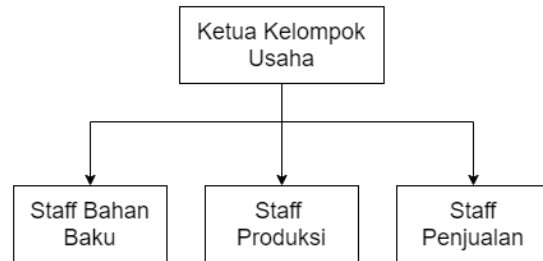 Ketua Kelompok
Usaha
Staff Bahan
Baku
Staff
Produksi
Staff
Penjualan